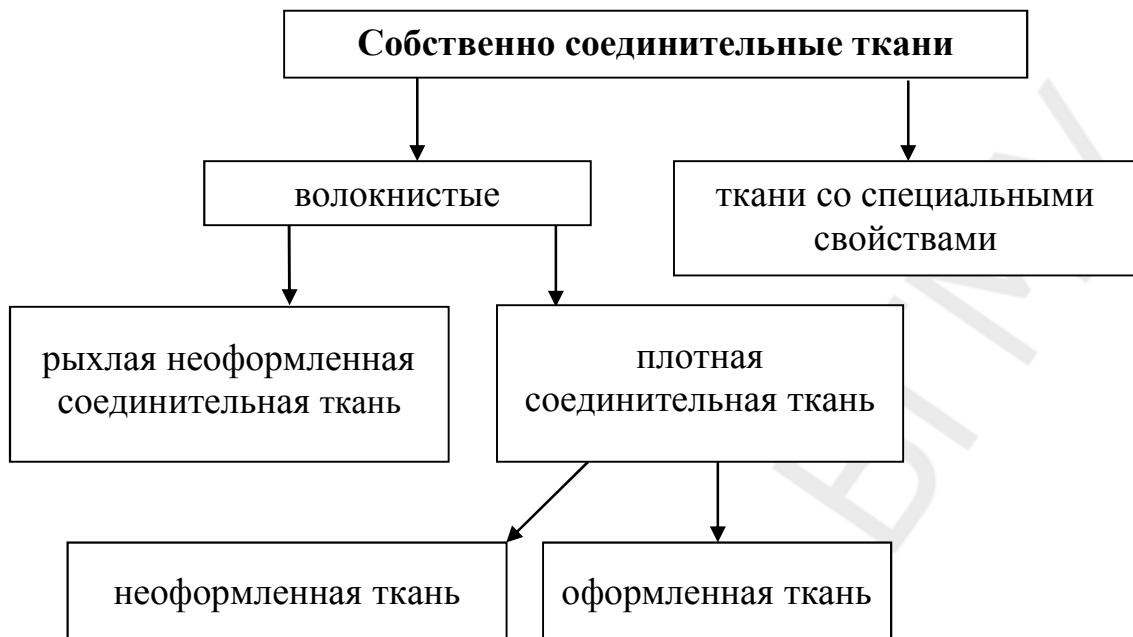 Собственно соединительные ткани
волокнистые
ткани со специальными
свойствами
рыхлая неоформленная
соединительная ткань
плотная
соединительная ткань
неоформленная ткань
оформленная ткань
БГМУ